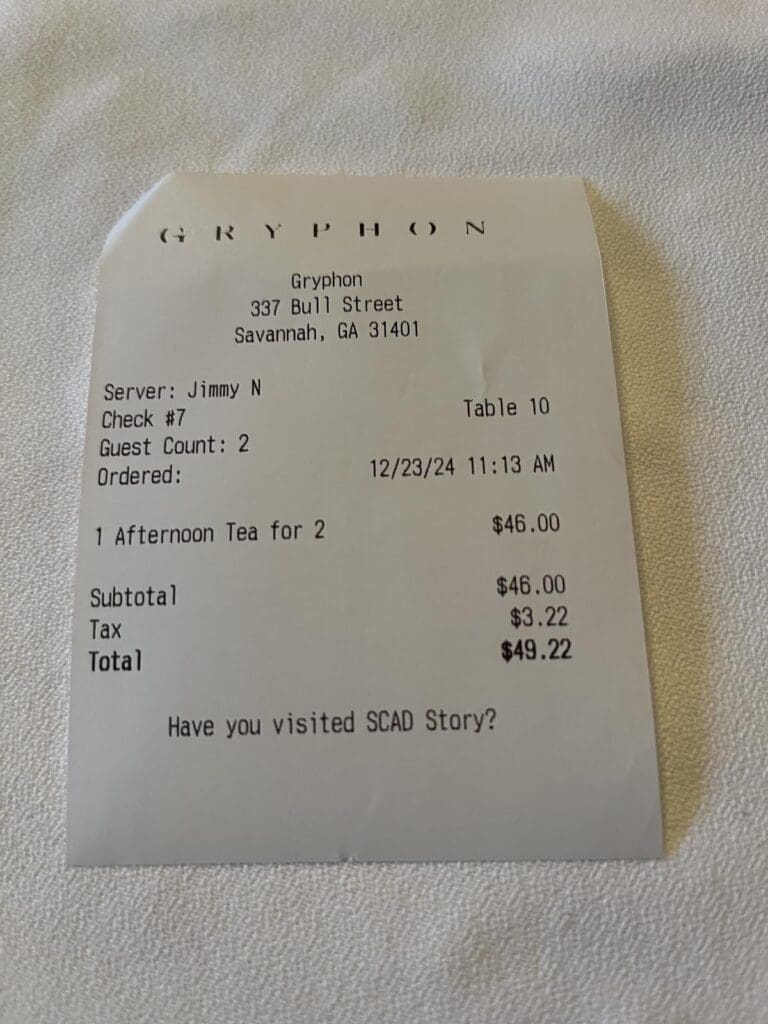 GRYPHON
Gryphon
337 Bull Street
Savannah, GA 31401
Server: Jimmy N
Check #7 Table 10
Guest Count: 2
Ordered: 12/23/24 11:13 AM
1 Afternoon Tea for 2 $46.00
Subtotal $46.00
Tax $3.22
Total $49.22
Have you visited SCAD Story?